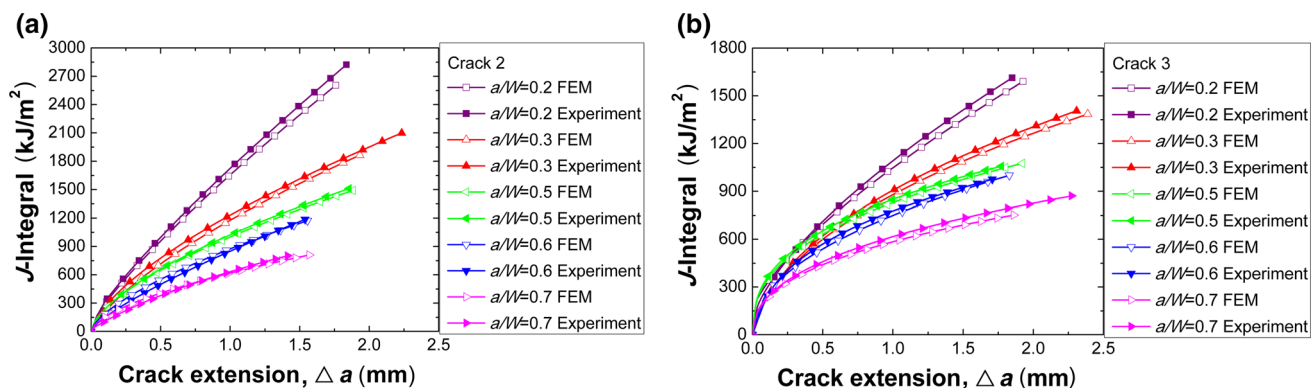 (a)
3000
2700
2400
2100
1800
1500
1200
900
600
300
0
J-Integral (kJ/m²)
0.0 0.5 1.0 1.5 2.0 2.5
Crack extension, △ a (mm)
Crack 2
a/W=0.2 FEM
a/W=0.2 Experiment
a/W=0.3 FEM
a/W=0.3 Experiment
a/W=0.5 FEM
a/W=0.5 Experiment
a/W=0.6 FEM
a/W=0.6 Experiment
a/W=0.7 FEM
a/W=0.7 Experiment
(b)
1800
1500
1200
900
600
300
0
J-Integral (kJ/m²)
0.0 0.5 1.0 1.5 2.0 2.5
Crack extension, △ a (mm)
Crack 3
a/W=0.2 FEM
a/W=0.2 Experiment
a/W=0.3 FEM
a/W=0.3 Experiment
a/W=0.5 FEM
a/W=0.5 Experiment
a/W=0.6 FEM
a/W=0.6 Experiment
a/W=0.7 FEM
a/W=0.7 Experiment